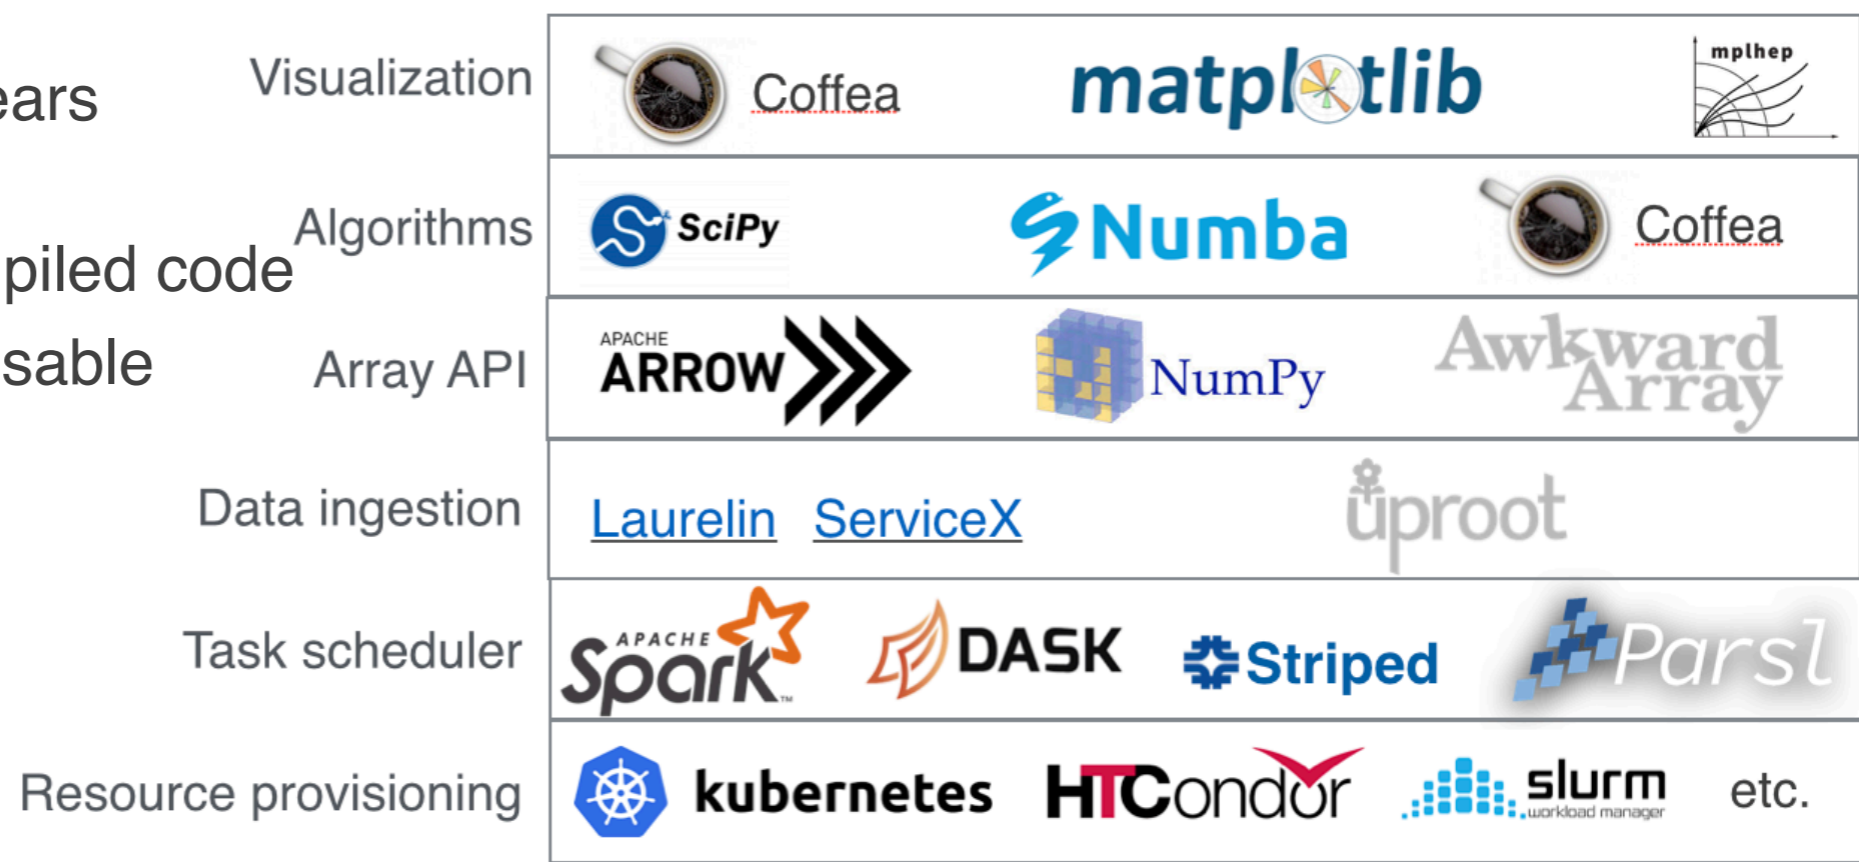 ears
piled code
sable
Visualization
Coffea
matplotlib
mplhep
Algorithms
SciPy
Numba
Coffea
Array API
APACHE
ARROW
NumPy
Awkward
Array
Data ingestion
Laurelin ServiceX
uproot
Task scheduler
APACHE
Spark™
DASK
Striped
Parsl
Resource provisioning
kubernetes
HTCondor
slurm
workload manager
etc.